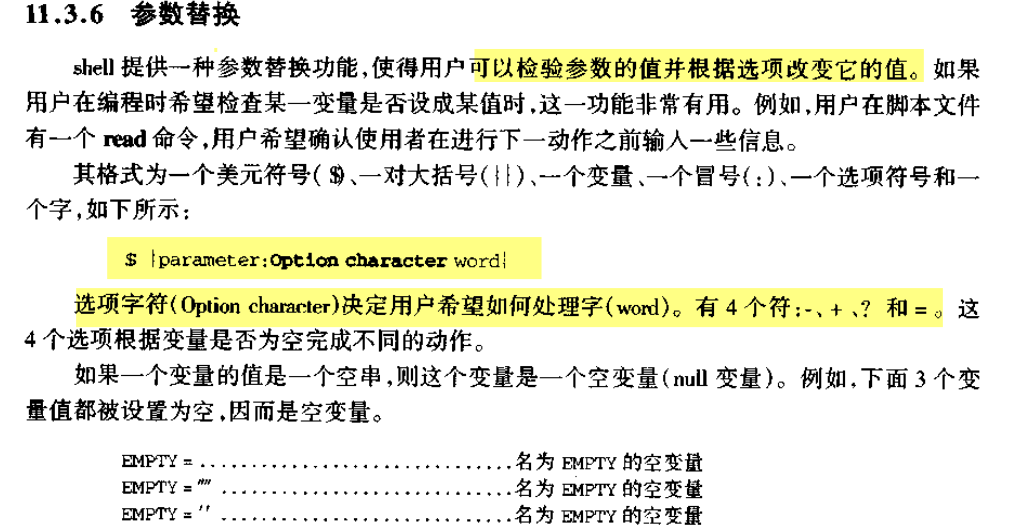 11.3.6 参数替换
shell 提供一种参数替换功能,使得用户可以检验参数的值并根据选项改变它的值。如果
用户在编程时希望检查某一变量是否设成某值时,这一功能非常有用。例如,用户在脚本文件
有一个 read 命令,用户希望确认使用者在进行下一动作之前输入一些信息。
其格式为一个美元符号($)、一对大括号({})、一个变量、一个冒号(:)、一个选项符号和一
个字,如下所示:
$ {parameter:Option character word}
选项字符(Option character)决定用户希望如何处理字(word)。有 4 个符:-、+、? 和 = 。这
4 个选项根据变量是否为空完成不同的动作。
如果一个变量的值是一个空串,则这个变量是一个空变量(null 变量)。例如,下面 3 个变
量值都被设置为空,因而是空变量。
EMPTY = ...............................名为 EMPTY 的空变量
EMPTY = "" .............................名为 EMPTY 的空变量
EMPTY = '' .............................名为 EMPTY 的空变量